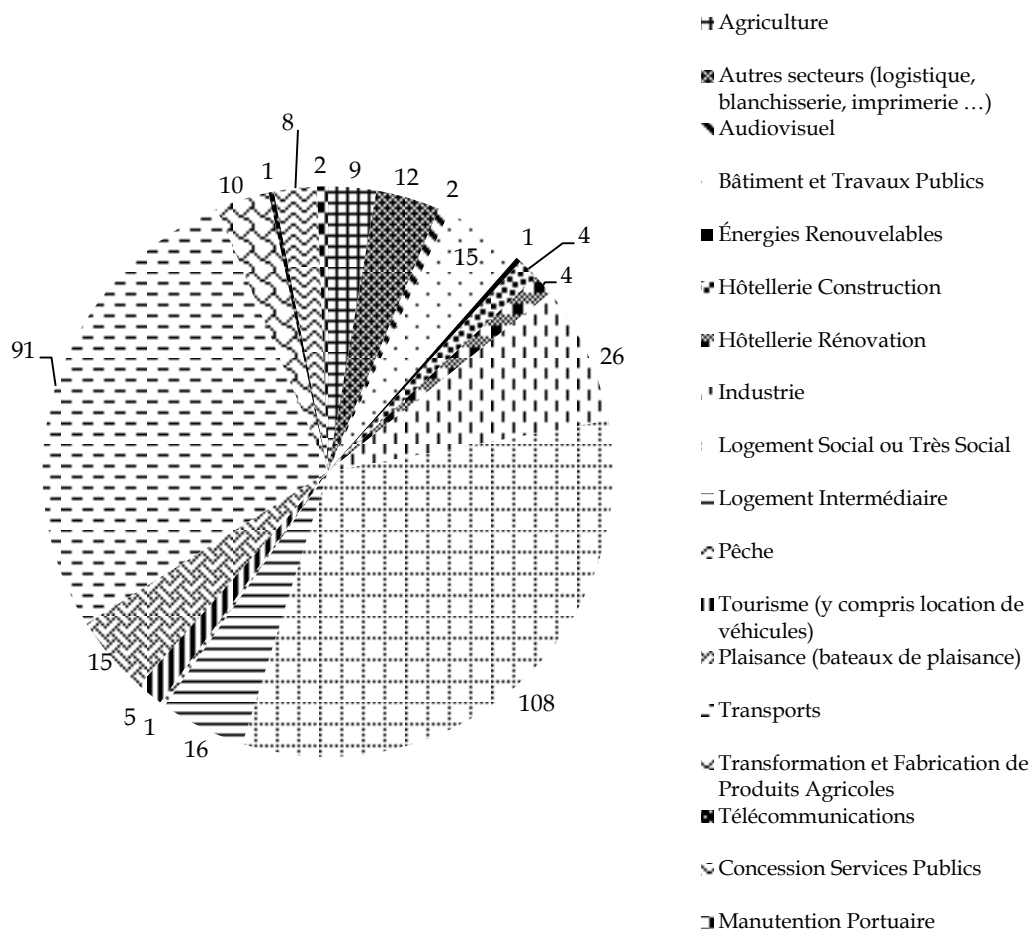 8
1
2
9
12
2
10
15
1
4
4
91
26
108
15
5
1
16
Agriculture
Autres secteurs (logistique,
blanchisserie, imprimerie …)
Audiovisuel
Bâtiment et Travaux Publics
Énergies Renouvelables
Hôtellerie Construction
Hôtellerie Rénovation
Industrie
Logement Social ou Très Social
Logement Intermédiaire
Pêche
Tourisme (y compris location de
véhicules)
Plaisance (bateaux de plaisance)
Transports
Transformation et Fabrication de
Produits Agricoles
Télécommunications
Concession Services Publics
Manutention Portuaire